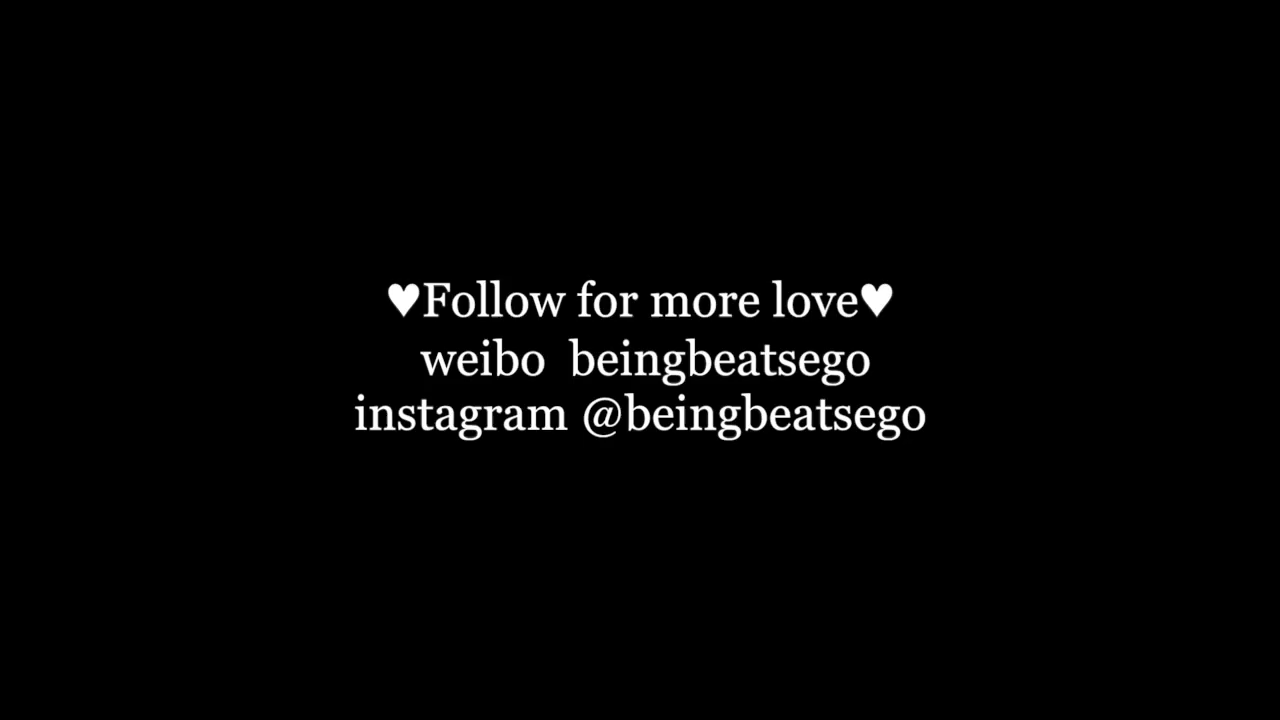 ♥Follow for more love♥
weibo  beingbeatsego
instagram @beingbeatsego